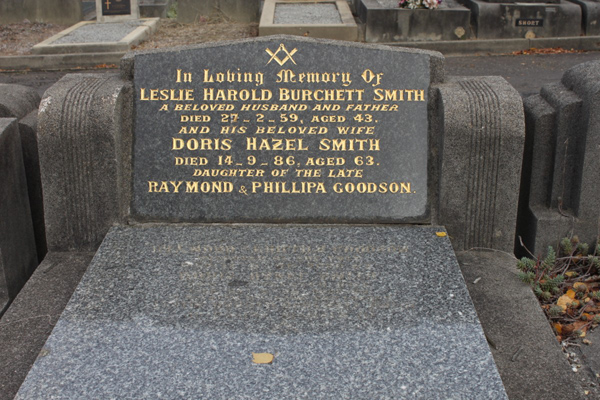 In Loving Memory Of
LESLIE HAROLD BURCHETT SMITH
A BELOVED HUSBAND AND FATHER
DIED 27-2-59, AGED 43.
AND HIS BELOVED WIFE
DORIS HAZEL SMITH
DIED 14-9-86, AGED 63.
DAUGHTER OF THE LATE
RAYMOND & PHILLIPA GOODSON.